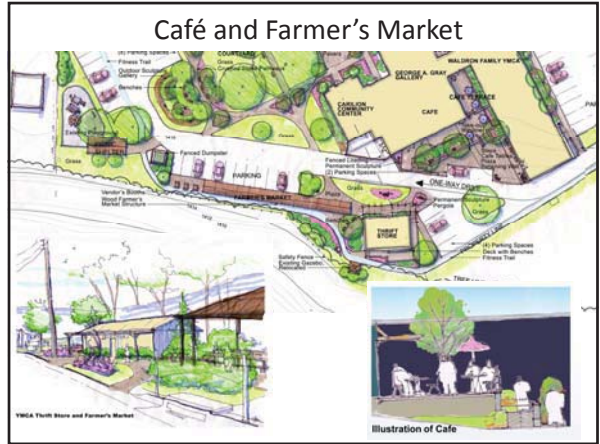 Café and Farmer's Market
(6) Parking Spaces
Fitness Trail
Outdoor Sculpture
Gallery
Benches
COURTYARD
Grass
WALDRON FAMILY YMCA
GEORGE A. GRAY
GALLERY
CAFE
CAFE TERRACE
CARILION
COMMUNITY
CENTER
Grass
SHELTER
Fenced Dumpster
PARKING
Fenced Loading
Permanent Sculpture
(2) Parking Spaces
Grass
ONE-WAY DRIVE
Vendor's Booths
Wood Farmer's
Market Structure
FARMER'S MARKET
Permanent Sculpture
Pergola
Grass
THRIFT
STORE
(4) Parking Spaces
Deck with Benches
Fitness Trail
Safety Fence
Existing Gazebo
Relocated
YMCA Thrift Store and Farmer's Market
Illustration of Cafe